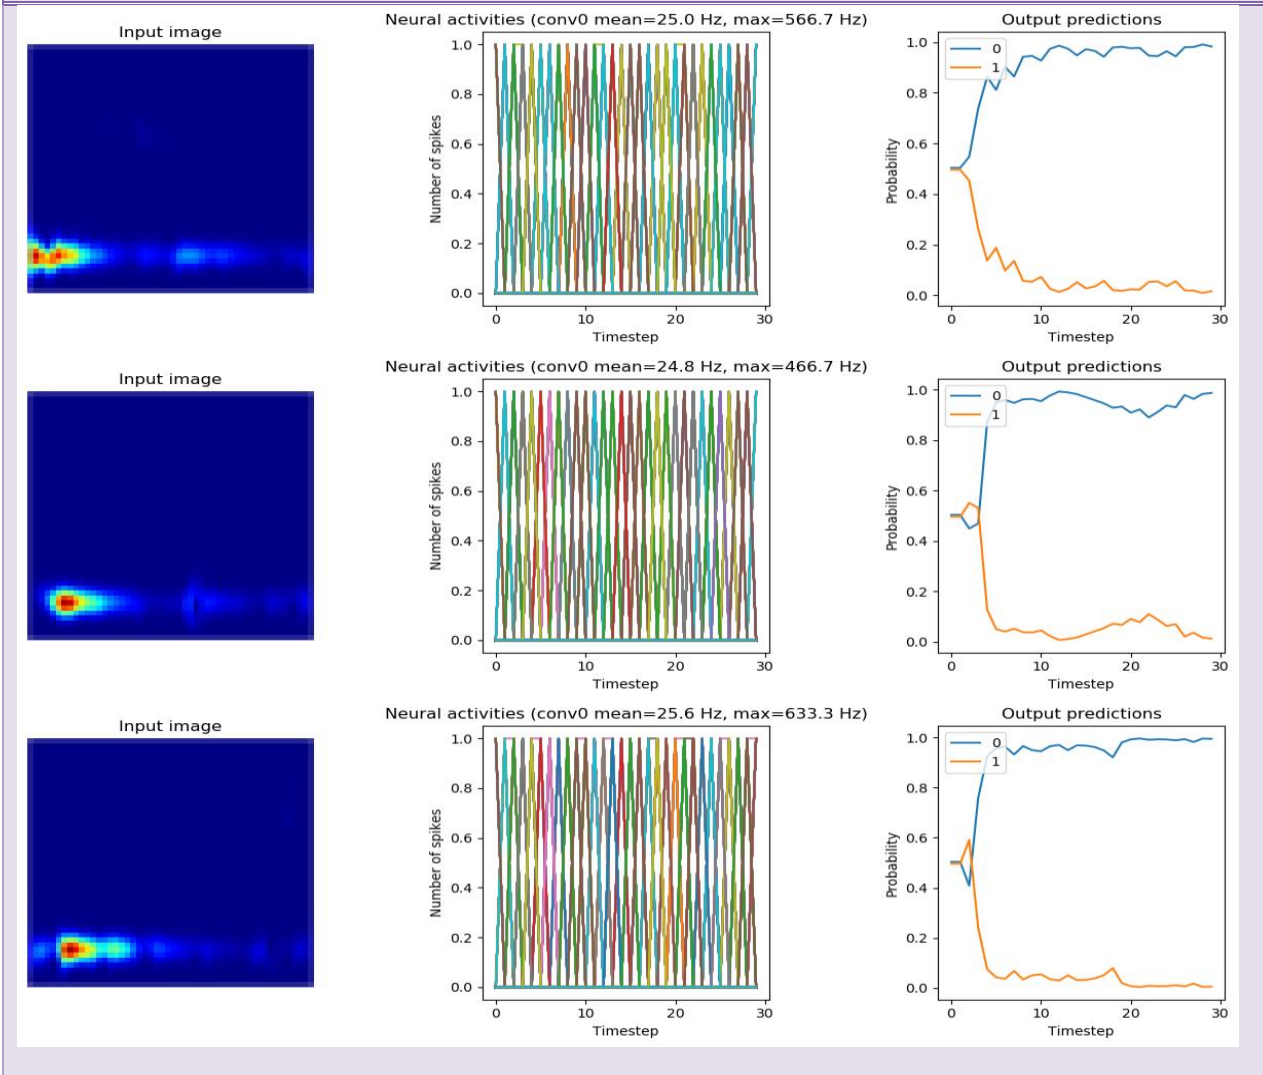 Input image
Neural activities (conv0 mean=25.0 Hz, max=566.7 Hz)
Output predictions
Number of spikes
1.0
0.8
0.6
0.4
0.2
0.0
0 10 20 30
Timestep
Probability
1.0
0.8
0.6
0.4
0.2
0.0
0
1
0 10 20 30
Timestep
Input image
Neural activities (conv0 mean=24.8 Hz, max=466.7 Hz)
Output predictions
Number of spikes
1.0
0.8
0.6
0.4
0.2
0.0
0 10 20 30
Timestep
Probability
1.0
0.8
0.6
0.4
0.2
0.0
0
1
0 10 20 30
Timestep
Input image
Neural activities (conv0 mean=25.6 Hz, max=633.3 Hz)
Output predictions
Number of spikes
1.0
0.8
0.6
0.4
0.2
0.0
0 10 20 30
Timestep
Probability
1.0
0.8
0.6
0.4
0.2
0.0
0
1
0 10 20 30
Timestep